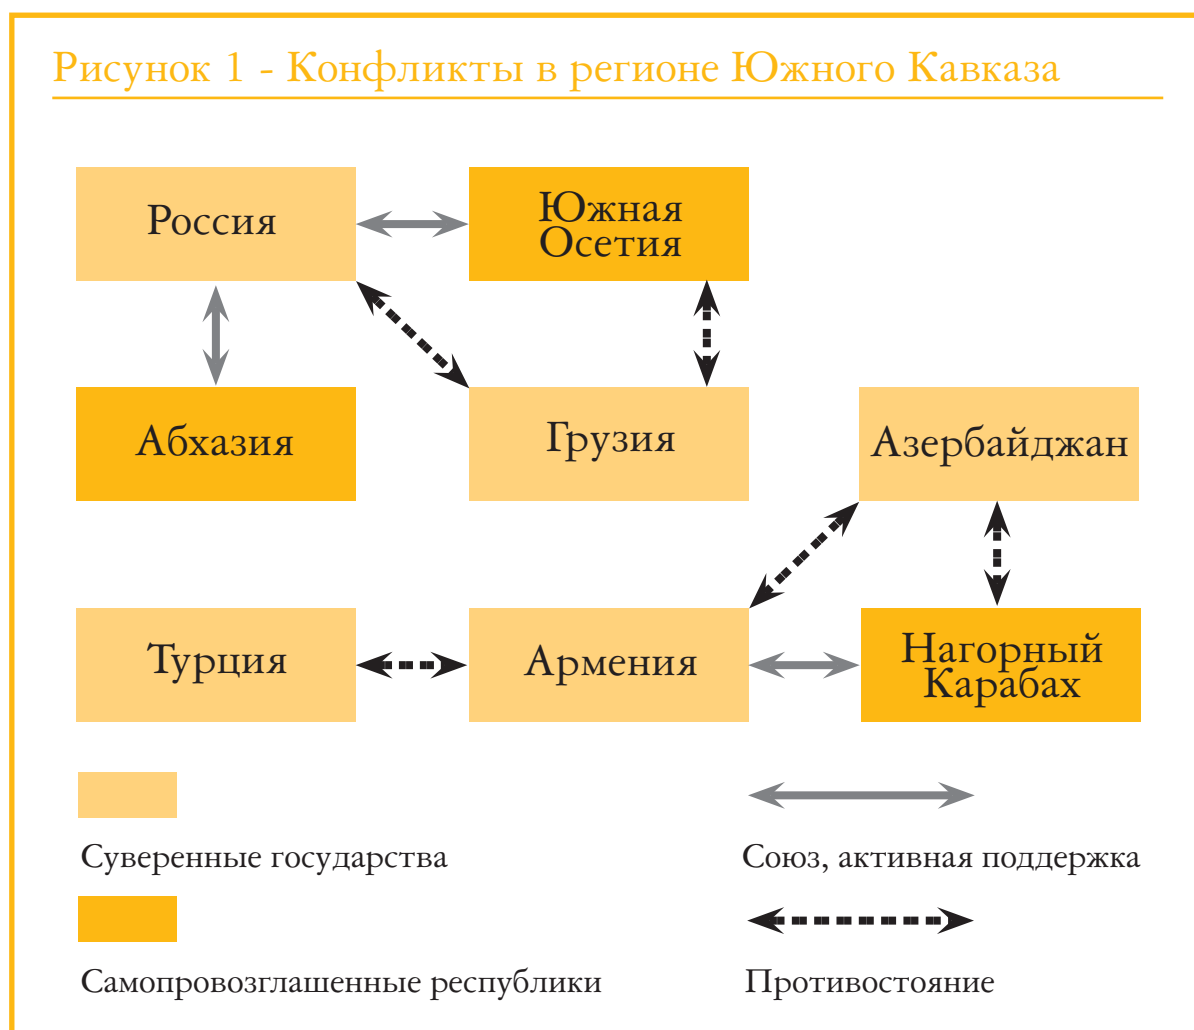 Рисунок 1 - Конфликты в регионе Южного Кавказа
Россия
Южная
Осетия
Абхазия
Грузия
Азербайджан
Турция
Армения
Нагорный
Карабах
Суверенные государства
Союз, активная поддержка
Самопровозглашенные республики
Противостояние